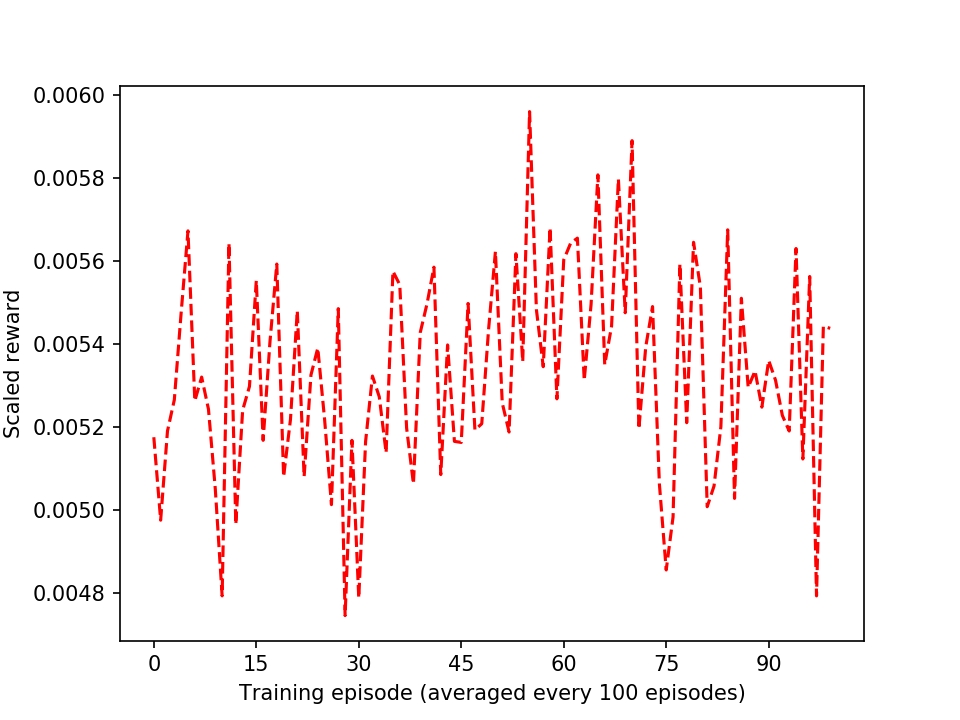 0.0060
0.0058
0.0056
0.0054
0.0052
0.0050
0.0048
Scaled reward
0 15 30 45 60 75 90
Training episode (averaged every 100 episodes)